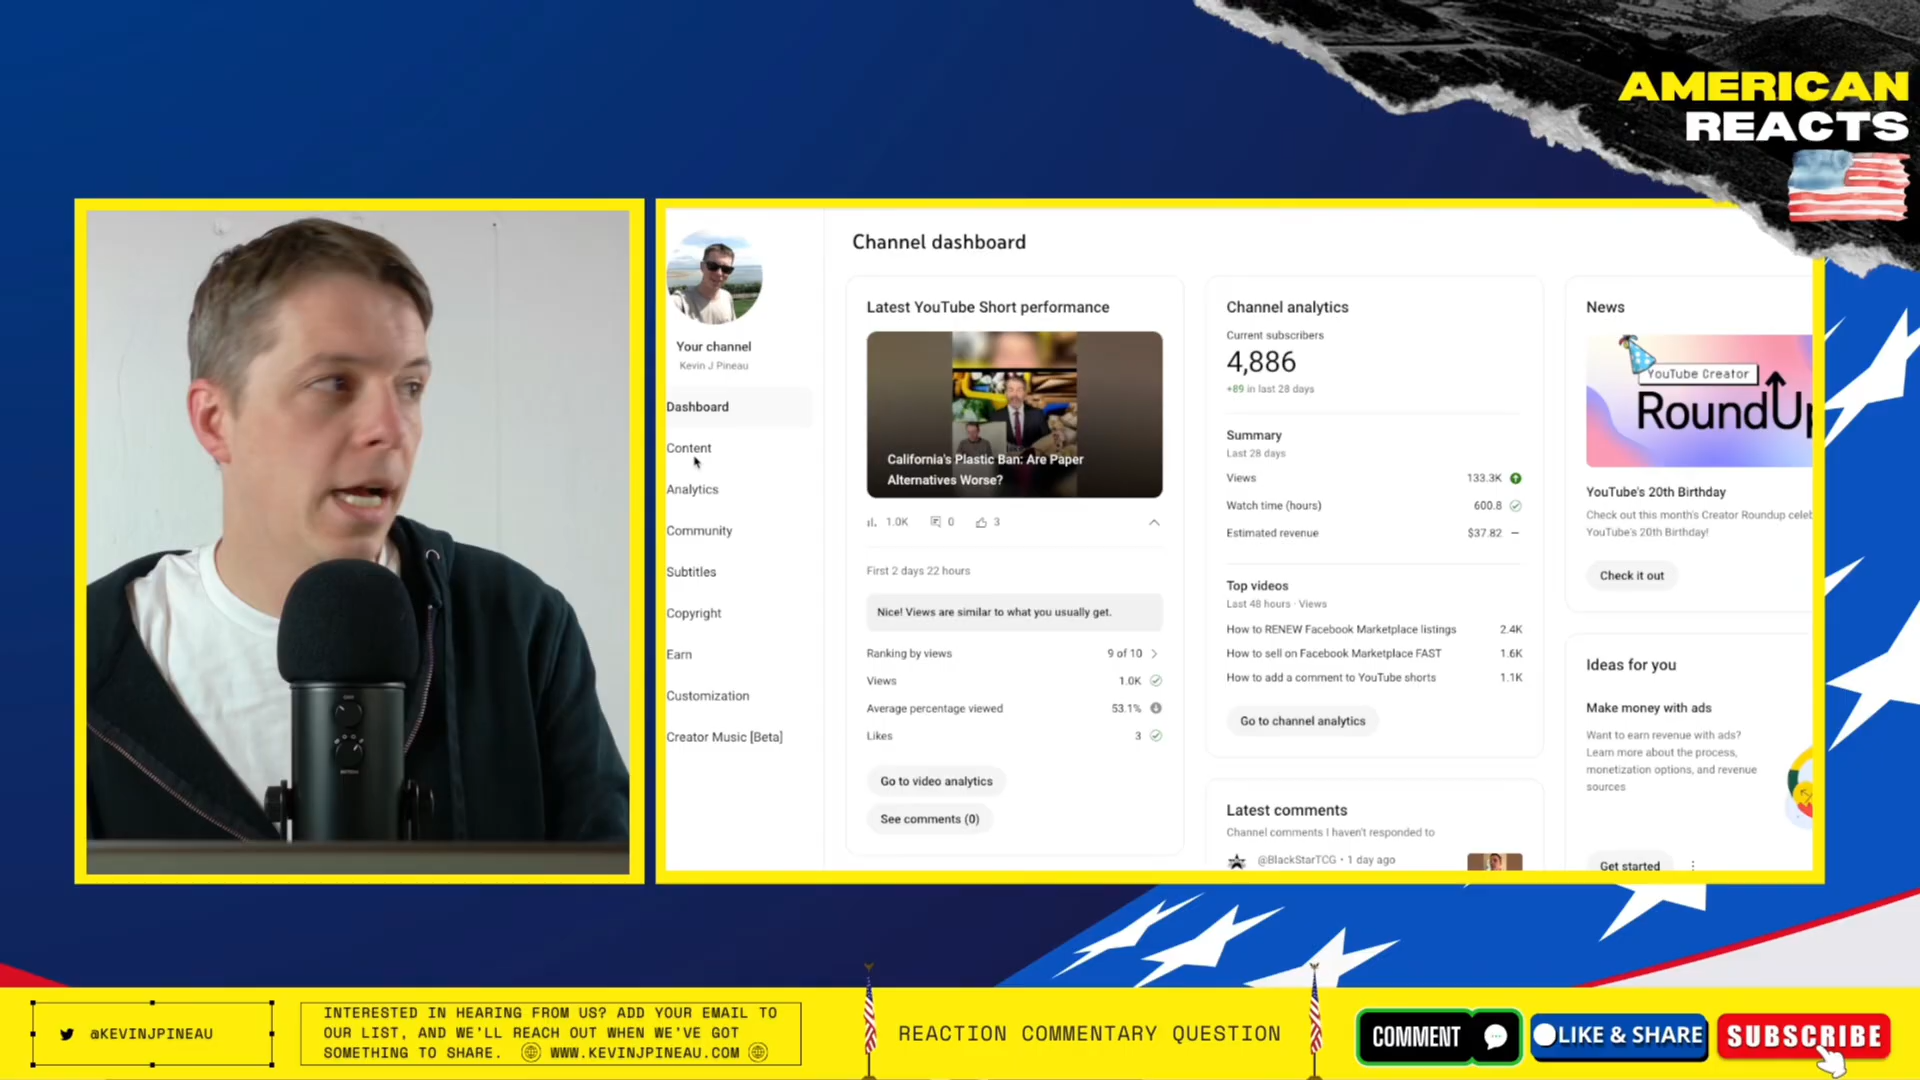 AMERICAN
REACTS
Your channel
Kevin J Pineau
Dashboard
Content
Analytics
Community
Subtitles
Copyright
Earn
Customization
Creator Music [Beta]
Channel dashboard
Latest YouTube Short performance
California's Plastic Ban: Are Paper
Alternatives Worse?
1.0K 0 3
First 2 days 22 hours
Nice! Views are similar to what you usually get.
Ranking by views 9 of 10
Views 1.0K
Average percentage viewed 53.1%
Likes 3
Go to video analytics
See comments (0)
Channel analytics
Current subscribers
4,886
+89 in last 28 days
Summary
Last 28 days
Views 133.3K
Watch time (hours) 600.8
Estimated revenue $37.82 —
Top videos
Last 48 hours · Views
How to RENEW Facebook Marketplace listings 2.4K
How to sell on Facebook Marketplace FAST 1.6K
How to add a comment to YouTube shorts 1.1K
Go to channel analytics
Latest comments
Channel comments I haven't responded to
@BlackStarTCG • 1 day ago
News
YouTube Creator
RoundUp
YouTube's 20th Birthday
Check out this month's Creator Roundup celeb
YouTube's 20th Birthday!
Check it out
Ideas for you
Make money with ads
Want to earn revenue with ads?
Learn more about the process,
monetization options, and revenue
sources
Get started
@KEVINJPINEAU
INTERESTED IN HEARING FROM US? ADD YOUR EMAIL TO
OUR LIST, AND WE'LL REACH OUT WHEN WE'VE GOT
SOMETHING TO SHARE. WWW.KEVINJPINEAU.COM
REACTION COMMENTARY QUESTION
COMMENT
LIKE & SHARE
SUBSCRIBE